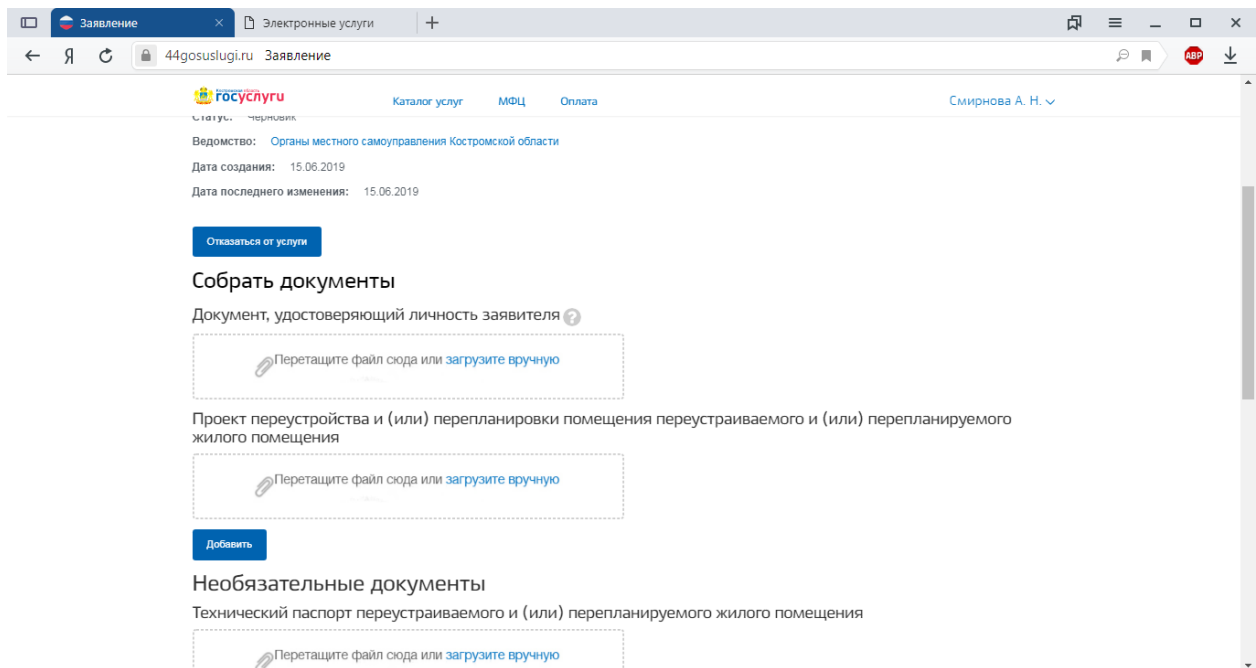 Заявление
Электронные услуги
Я
44gosuslugi.ru Заявление
ABP
Костромская область
госуслуги
Каталог услуг
МФЦ
Оплата
Смирнова А. Н.
Статус: Черновик
Ведомство: Органы местного самоуправления Костромской области
Дата создания: 15.06.2019
Дата последнего изменения: 15.06.2019
Отказаться от услуги
Собрать документы
Документ, удостоверяющий личность заявителя ?
Перетащите файл сюда или загрузите вручную
Проект переустройства и (или) перепланировки помещения переустраиваемого и (или) перепланируемого
жилого помещения
Перетащите файл сюда или загрузите вручную
Добавить
Необязательные документы
Технический паспорт переустраиваемого и (или) перепланируемого жилого помещения
Перетащите файл сюда или загрузите вручную